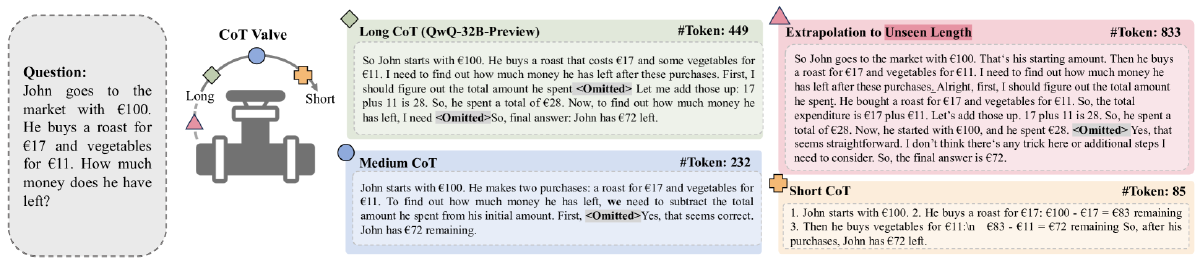 Question:
John goes to the
market with €100.
He buys a roast for
€17 and vegetables
for €11. How much
money does he have
left?
CoT Valve
Long
Short
Long CoT (QwQ-32B-Preview)
#Token: 449
So John starts with €100. He buys a roast that costs €17 and some vegetables for
€11. I need to find out how much money he has left after these purchases. First, I
should figure out the total amount he spent <Omitted> Let me add those up: 17
plus 11 is 28. So, he spent a total of €28. Now, to find out how much money he
has left, I need <Omitted>So, final answer: John has €72 left.
Medium CoT
#Token: 232
John starts with €100. He makes two purchases: a roast for €17 and vegetables for
€11. To find out how much money he has left, we need to subtract the total
amount he spent from his initial amount. First, <Omitted>Yes, that seems correct.
John has €72 remaining.
Extrapolation to Unseen Length
#Token: 833
So John goes to the market with €100. That's his starting amount. Then he buys
a roast for €17 and vegetables for €11. I need to find out how much money he
has left after these purchases. Alright, first, I should figure out the total amount
he spent. He bought a roast for €17 and vegetables for €11. So, the total
expenditure is €17 plus €11. Let's add those up. 17 plus 11 is 28. So, he spent a
total of €28. Now, he started with €100, and he spent €28. <Omitted> Yes, that
seems straightforward. I don't think there's any trick here or additional steps I
need to consider. So, the final answer is €72.
Short CoT
#Token: 85
1. John starts with €100. 2. He buys a roast for €17: €100 - €17 = €83 remaining
3. Then he buys vegetables for €11:\n €83 - €11 = €72 remaining So, after his
purchases, John has €72 left.